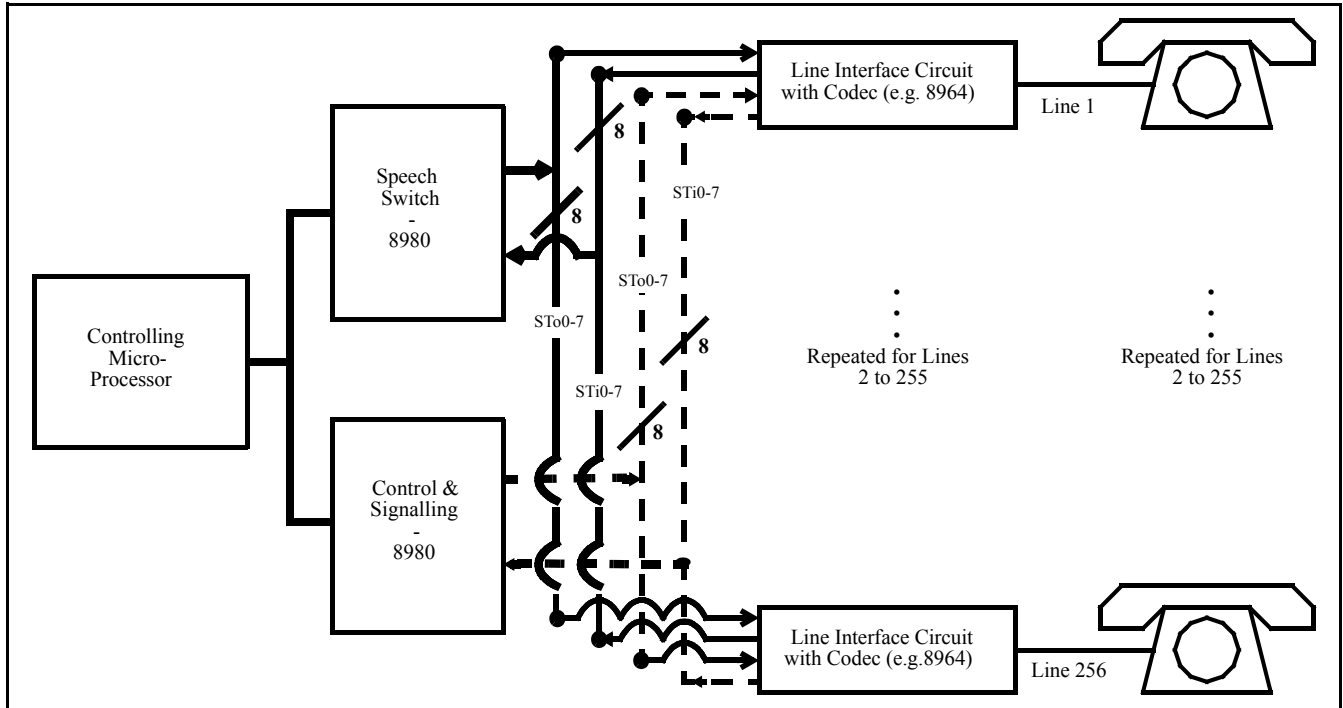 Line Interface Circuit
with Codec (e.g. 8964)
Line 1
8
Speech
Switch
-
8980
8
STi0-7
STo0-7
STo0-7
Controlling
Micro-
Processor
8
Repeated for Lines
2 to 255
Repeated for Lines
2 to 255
STi0-7
8
Control &
Signalling
-
8980
Line Interface Circuit
with Codec (e.g.8964)
Line 256